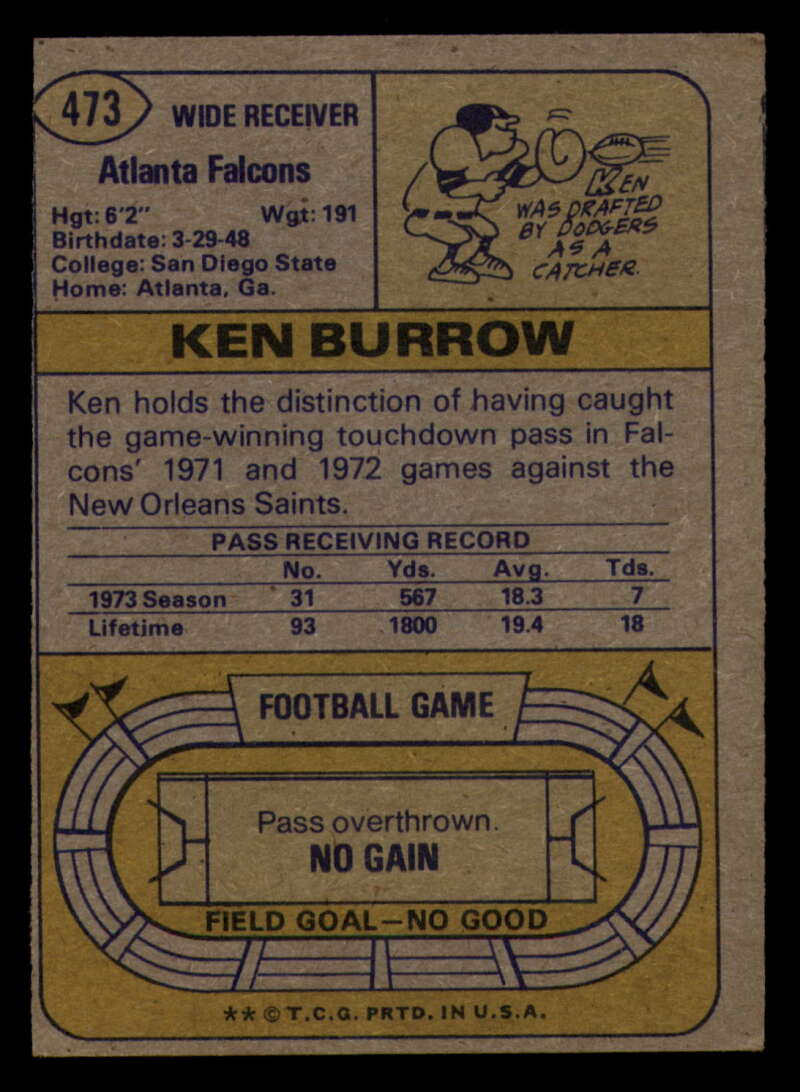 473
WIDE RECEIVER
Atlanta Falcons
Hgt: 6'2" Wgt: 191
Birthdate: 3-29-48
College: San Diego State
Home: Atlanta, Ga.
KEN
WAS DRAFTED
BY DODGERS
AS A
CATCHER.
KEN BURROW
Ken holds the distinction of having caught
the game-winning touchdown pass in Fal-
cons' 1971 and 1972 games against the
New Orleans Saints.
PASS RECEIVING RECORD
No. Yds. Avg. Tds.
1973 Season 31 567 18.3 7
Lifetime 93 1800 19.4 18
FOOTBALL GAME
Pass overthrown.
NO GAIN
FIELD GOAL—NO GOOD
** © T.C.G. PRTD. IN U.S.A.